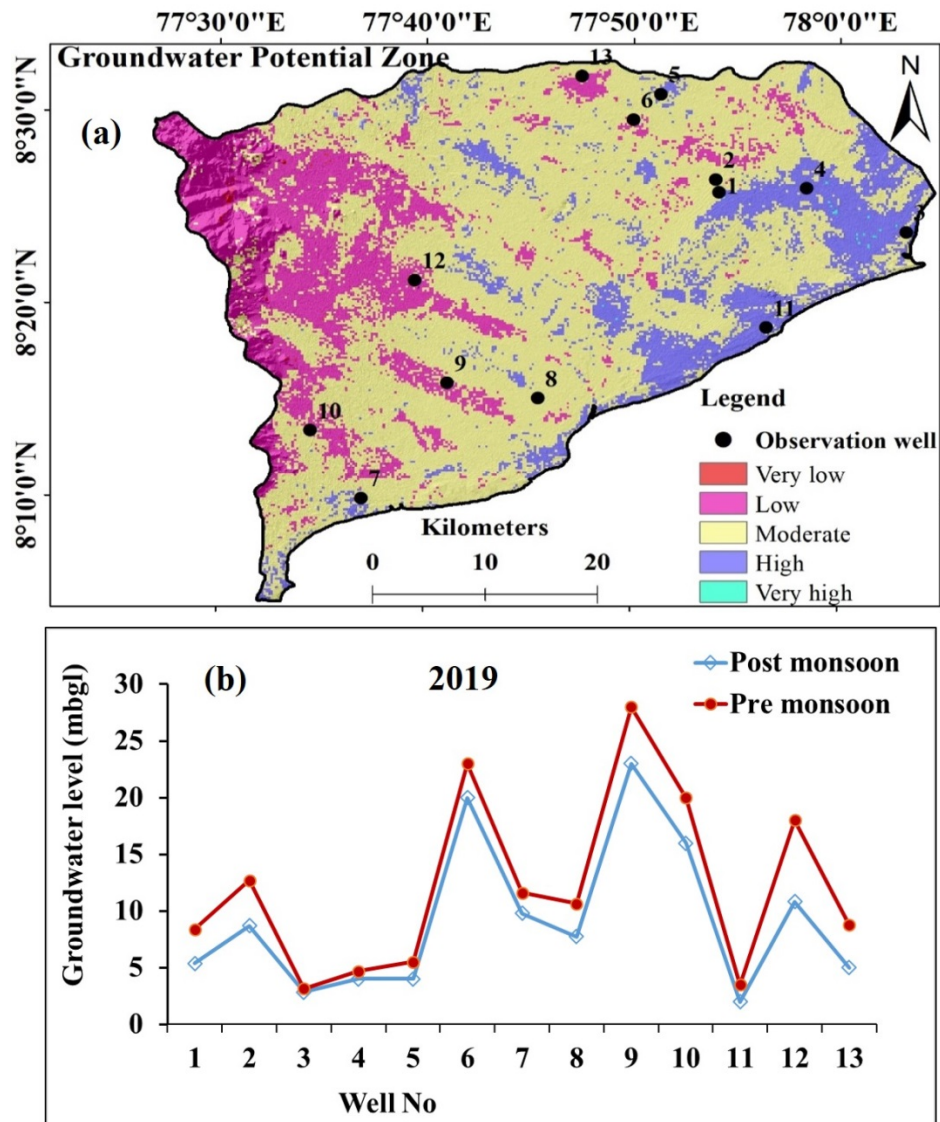 77°30'0"E 77°40'0"E 77°50'0"E 78°0'0"E
Groundwater Potential Zone
N
(a)
8°30'0"N
8°20'0"N
8°10'0"N
13
5
6
2
1
4
3
12
11
9
8
10
7
Legend
Observation well
Very low
Low
Moderate
High
Very high
Kilometers
0 10 20
(b) 2019
Post monsoon
Pre monsoon
Groundwater level (mbgl)
30
25
20
15
10
5
0
1 2 3 4 5 6 7 8 9 10 11 12 13
Well No